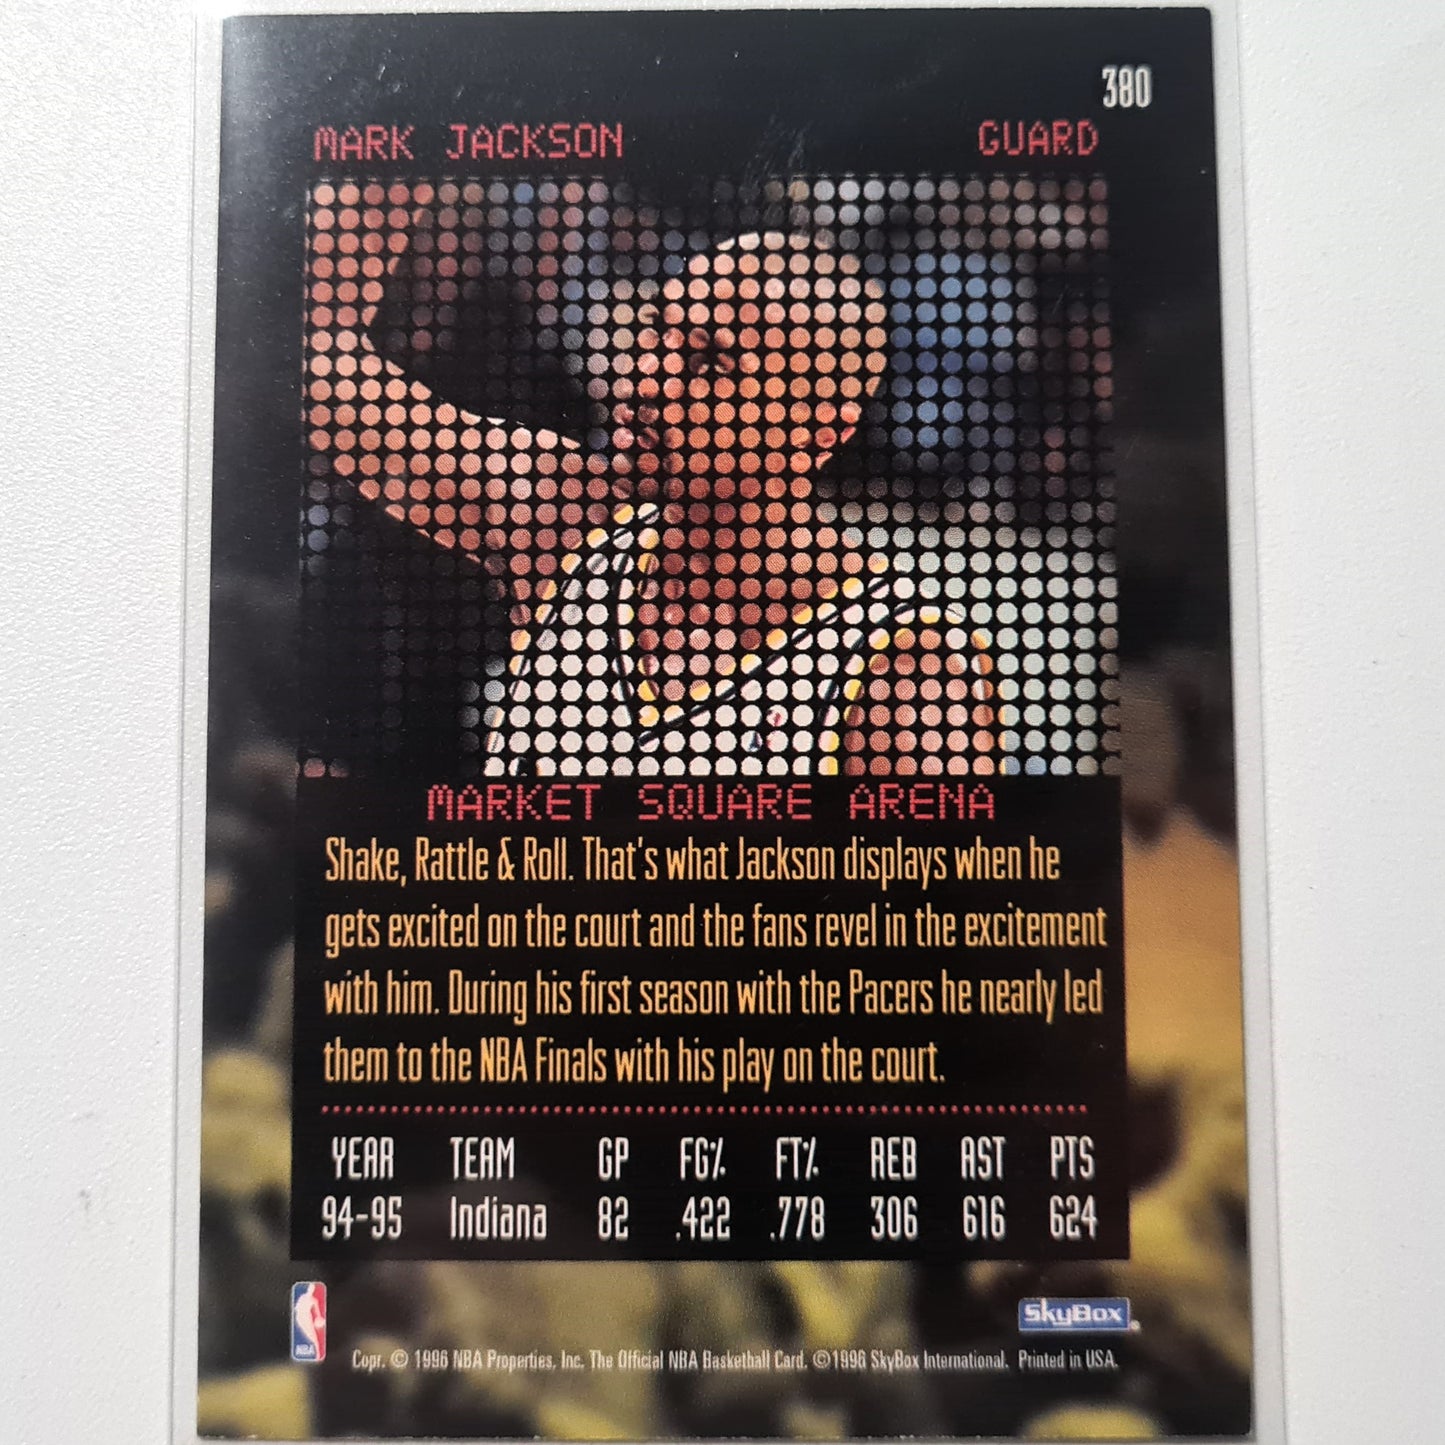 380
MARK JACKSON GUARD
MARKET SQUARE ARENA
Shake, Rattle & Roll. That's what Jackson displays when he
gets excited on the court and the fans revel in the excitement
with him. During his first season with the Pacers he nearly led
them to the NBA Finals with his play on the court.
YEAR TEAM GP FG% FT% REB AST PTS
94-95 Indiana 82 .422 .778 306 616 624
SkyBox
NBA
Copr. © 1996 NBA Properties, Inc. The Official NBA Basketball Card. ©1996 SkyBox International. Printed in USA.